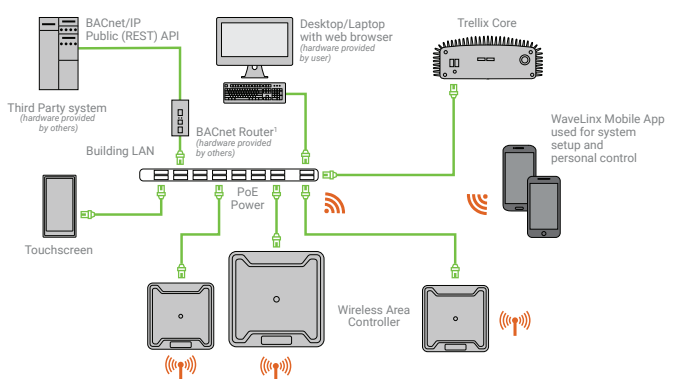 BACnet/IP
Public (REST) API
Desktop/Laptop
with web browser
(hardware provided
by user)
Trellix Core
Third Party system
(hardware provided
by others)
BACnet Router¹
(hardware provided
by others)
Building LAN
WaveLinx Mobile App
used for system
setup and
personal control
PoE
Power
Touchscreen
Wireless Area
Controller